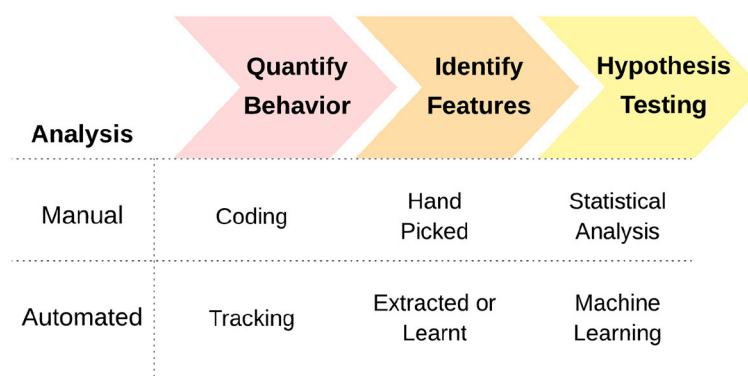 Quantify
Behavior
Identify
Features
Hypothesis
Testing
Analysis
Manual
Coding
Hand
Picked
Statistical
Analysis
Automated
Tracking
Extracted or
Learnt
Machine
Learning